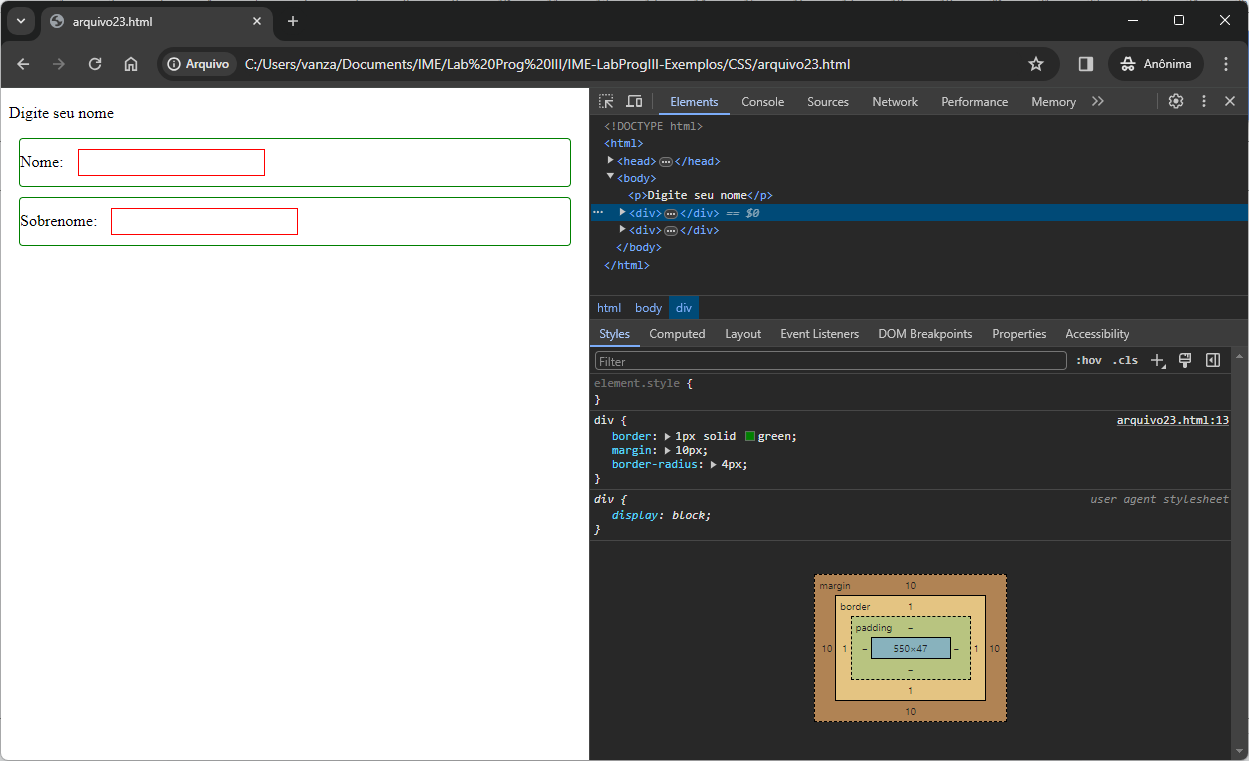 arquivo23.html
Arquivo C:/Users/vanza/Documents/IME/Lab%20Prog%20III/IME-LabProgIII-Exemplos/CSS/arquivo23.html Anônima
Digite seu nome
Nome:
Sobrenome:
Elements Console Sources Network Performance Memory
<!DOCTYPE html>
<html>
<head> … </head>
<body>
<p>Digite seu nome</p>
… <div> … </div> == $0
<div> … </div>
</body>
</html>
html body div
Styles Computed Layout Event Listeners DOM Breakpoints Properties Accessibility
Filter :hov .cls
element.style {
}
div { arquivo23.html:13
border: 1px solid green;
margin: 10px;
border-radius: 4px;
}
div { user agent stylesheet
display: block;
}
margin 10
border 1
padding –
10 1 – 550×47 – 1 10
–
1
10